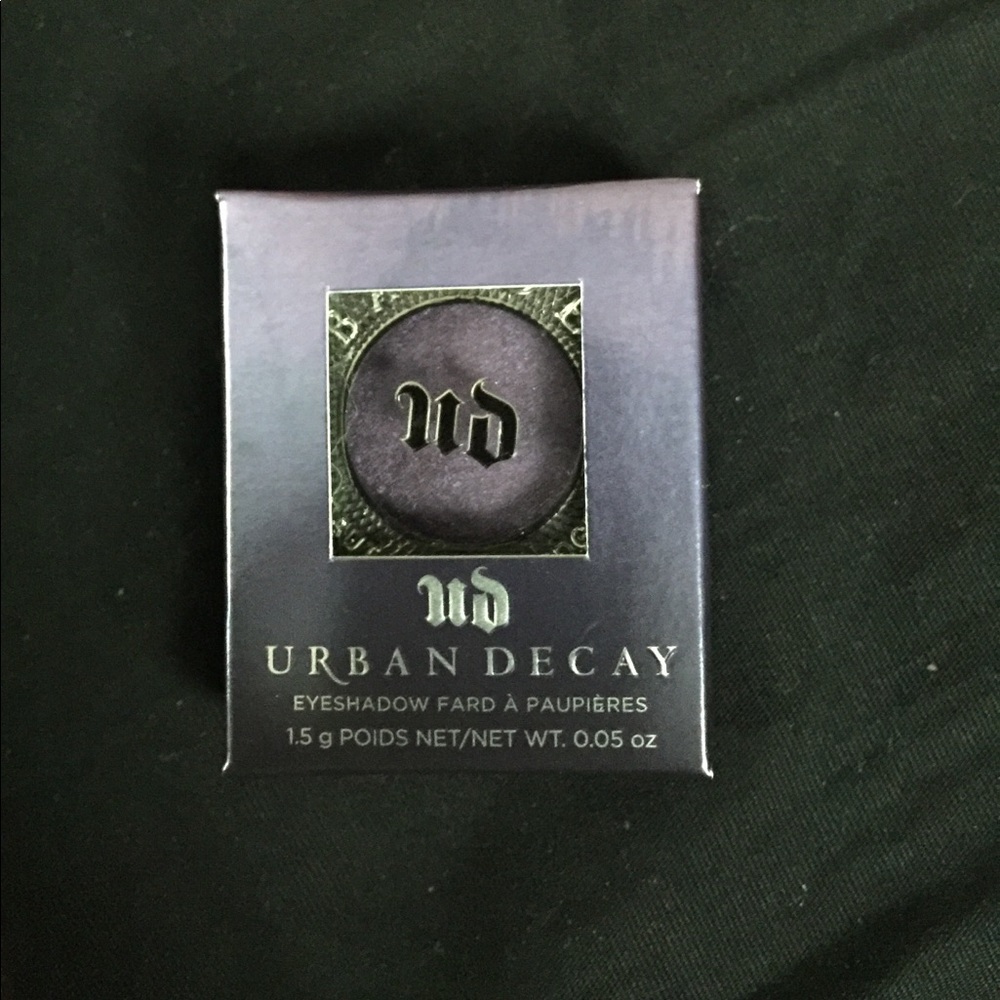 ud
ud
URBAN DECAY
EYESHADOW FARD À PAUPIÈRES
1.5 g POIDS NET/NET WT. 0.05 oz